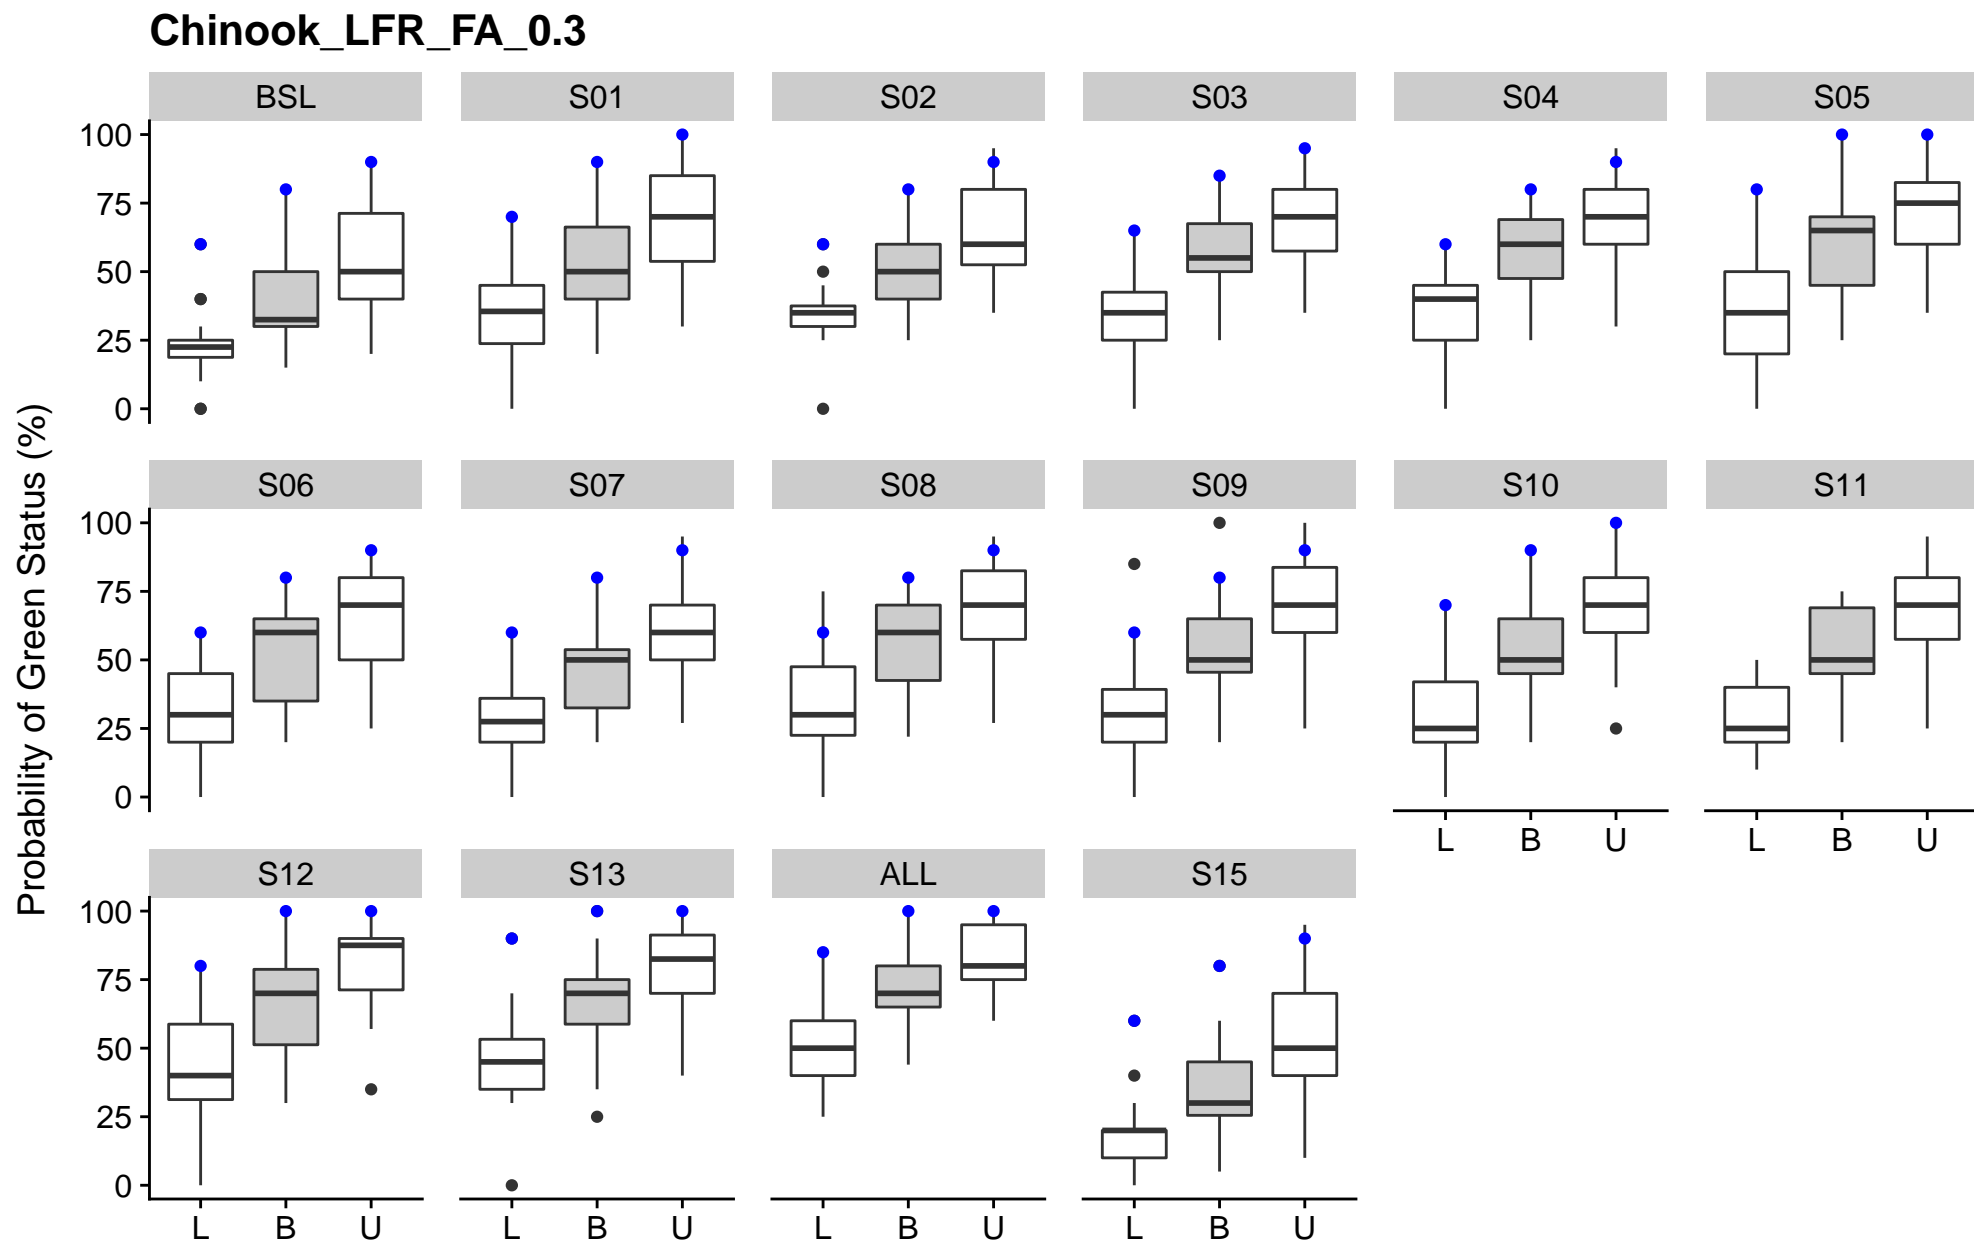 Chinook_LFR_FA_0.3
BSL S01 S02 S03 S04 S05
100
75
50
25
0
Probability of Green Status (%)
S06 S07 S08 S09 S10 S11
100
75
50
25
0
L B U L B U
S12 S13 ALL S15
100
75
50
25
0
L B U L B U L B U L B U